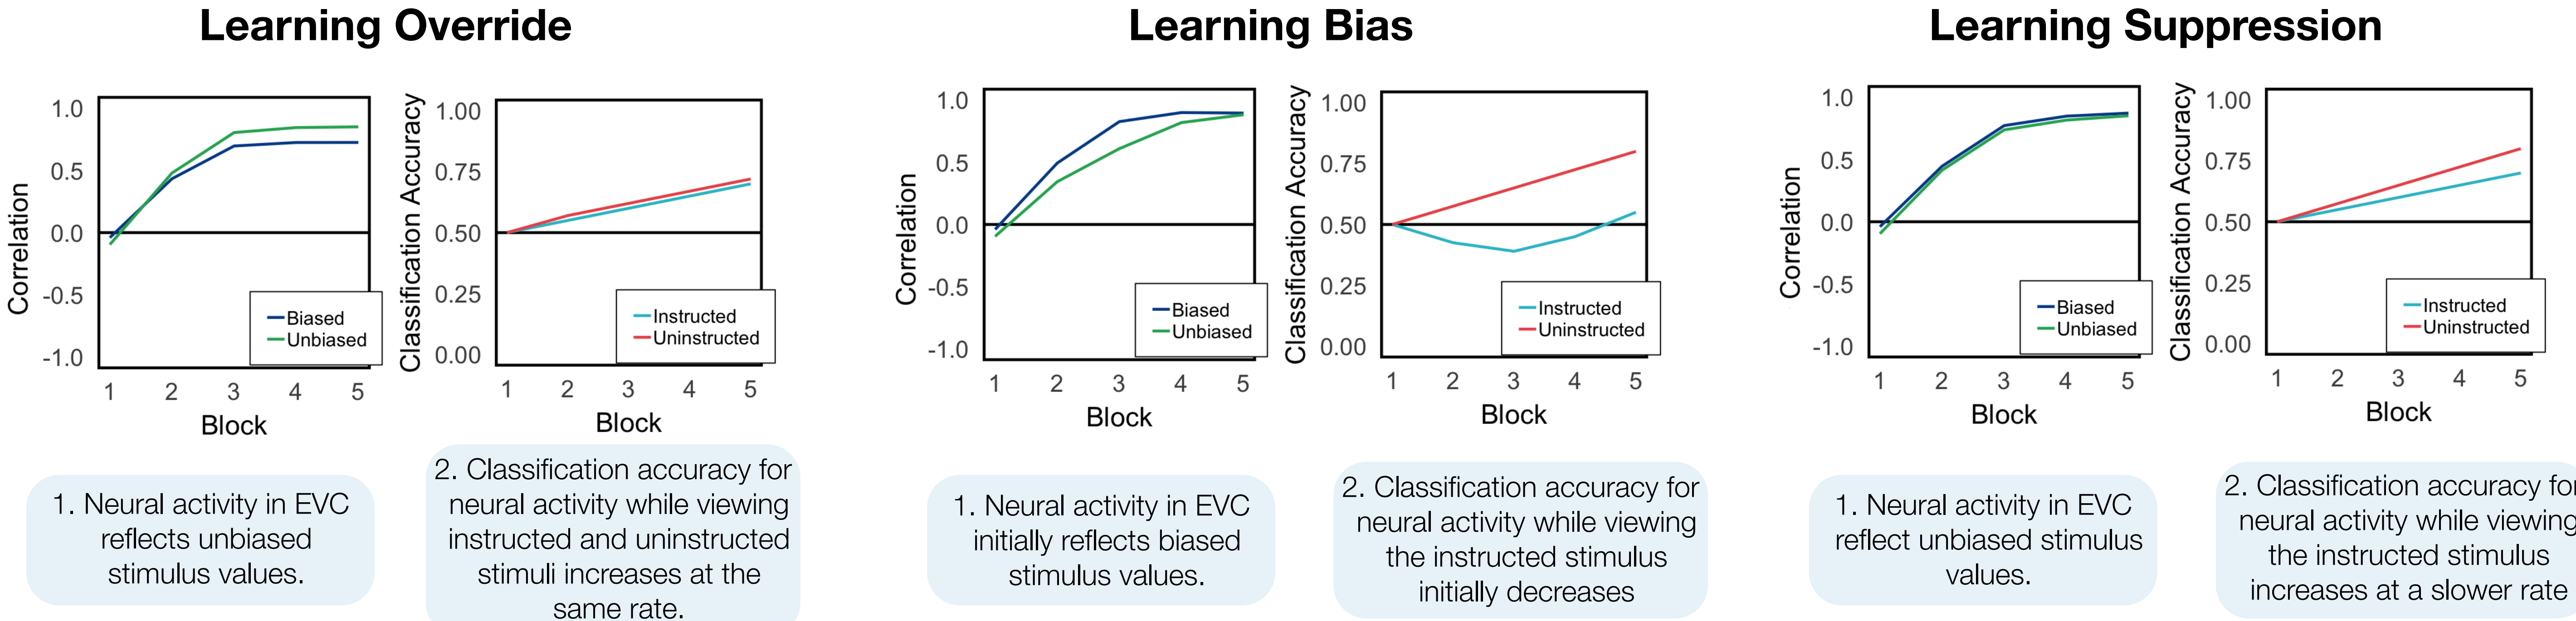 Learning Override
Learning Bias
Learning Suppression
Correlation
1.0
0.5
0.0
-0.5
-1.0
Biased
Unbiased
1 2 3 4 5
Block
Classification Accuracy
1.00
0.75
0.50
0.25
0.00
Instructed
Uninstructed
1 2 3 4 5
Block
Correlation
1.0
0.5
0.0
-0.5
-1.0
Biased
Unbiased
1 2 3 4 5
Block
Classification Accuracy
1.00
0.75
0.50
0.25
0.00
Instructed
Uninstructed
1 2 3 4 5
Block
Correlation
1.0
0.5
0.0
-0.5
-1.0
Biased
Unbiased
1 2 3 4 5
Block
Classification Accuracy
1.00
0.75
0.50
0.25
0.00
Instructed
Uninstructed
1 2 3 4 5
Block
1. Neural activity in EVC
reflects unbiased
stimulus values.
2. Classification accuracy for
neural activity while viewing
instructed and uninstructed
stimuli increases at the
same rate.
1. Neural activity in EVC
initially reflects biased
stimulus values.
2. Classification accuracy for
neural activity while viewing
the instructed stimulus
initially decreases
1. Neural activity in EVC
reflect unbiased stimulus
values.
2. Classification accuracy for
neural activity while viewing
the instructed stimulus
increases at a slower rate